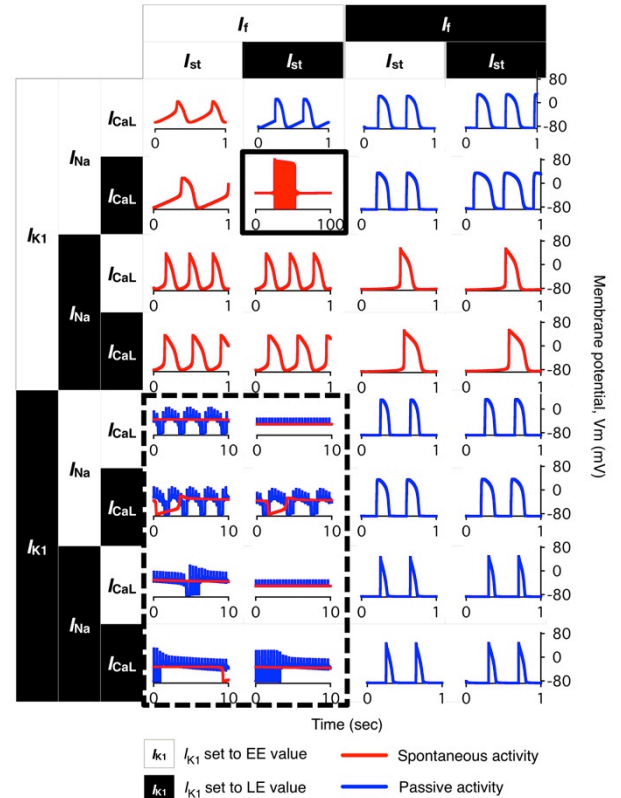 If If
Ist Ist Ist Ist
ICaL 0 1 0 1 0 1 0 1 80 0 -80
INa
ICaL 0 1 0 100 0 1 0 1 80 0 -80
IK1
ICaL 0 1 0 1 0 1 0 1 80 0 -80
INa
ICaL 0 1 0 1 0 1 0 1 80 0 -80
ICaL 0 10 0 10 0 1 0 1 80 0 -80
INa
ICaL 0 10 0 10 0 1 0 1 80 0 -80
IK1
ICaL 0 10 0 10 0 1 0 1 80 0 -80
INa
ICaL 0 10 0 10 0 1 0 1 80 0 -80
Membrane potential, Vm (mV)
Time (sec)
IK1 IK1 set to EE value Spontaneous activity
IK1 IK1 set to LE value Passive activity